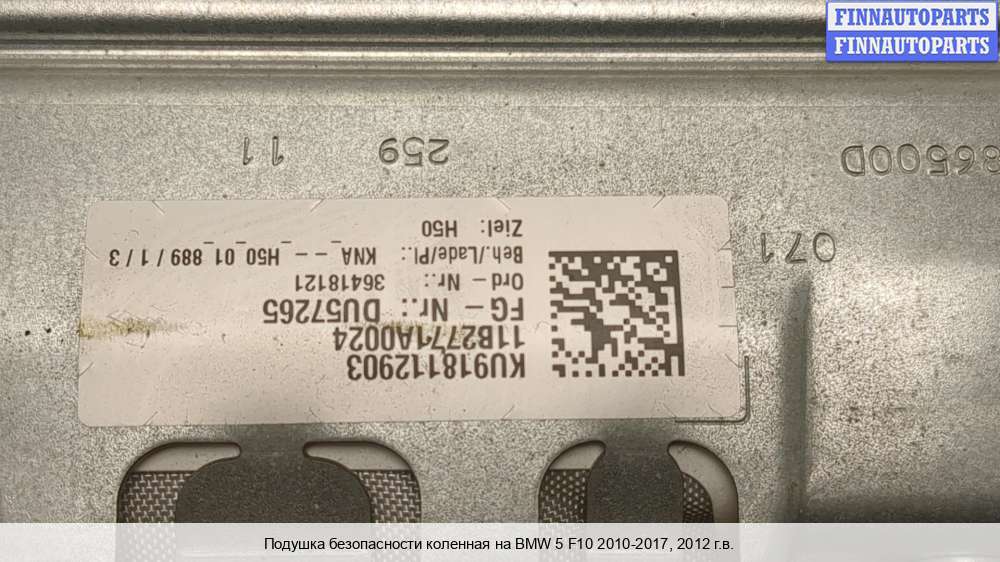 FINNAUTOPARTS
FINNAUTOPARTS
11 259
071
KU918112903
11B2771A0024
FG - Nr.: DU57265
Ord - Nr.: 36418121
Beh./Lade/Pl.: KNA_ - - _H50_01_889 / 1 / 3
Ziel: H50
Подушка безопасности коленная на BMW 5 F10 2010-2017, 2012 г.в.